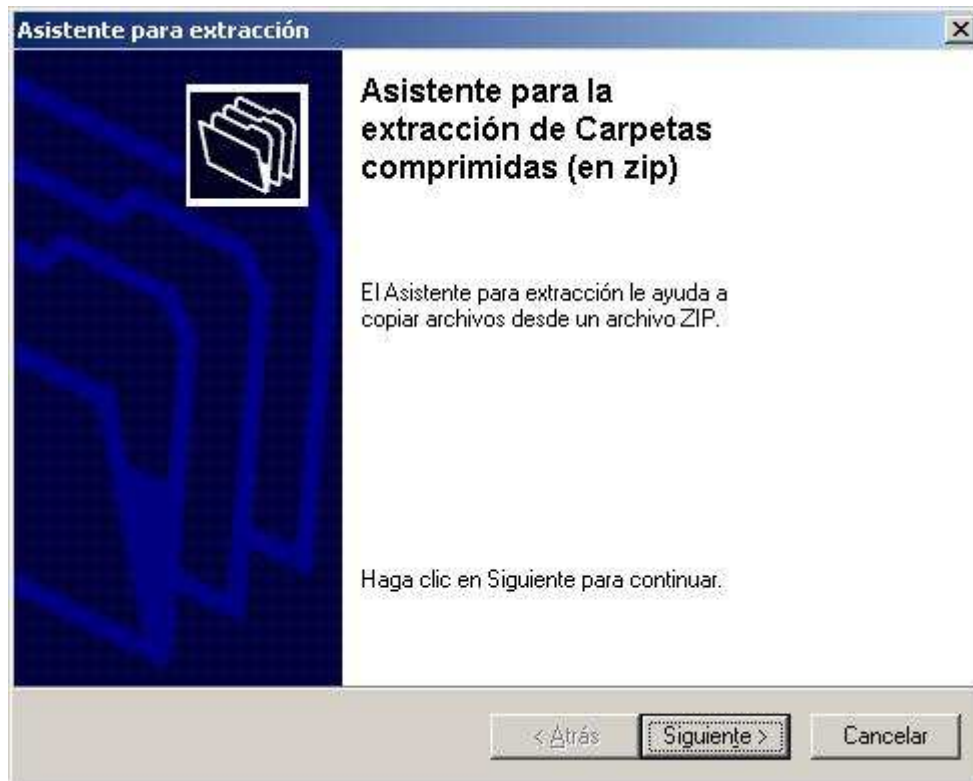 Asistente para extracción
Asistente para la
extracción de Carpetas
comprimidas (en zip)
El Asistente para extracción le ayuda a
copiar archivos desde un archivo ZIP.
Haga clic en Siguiente para continuar.
< Atrás
Siguiente >
Cancelar